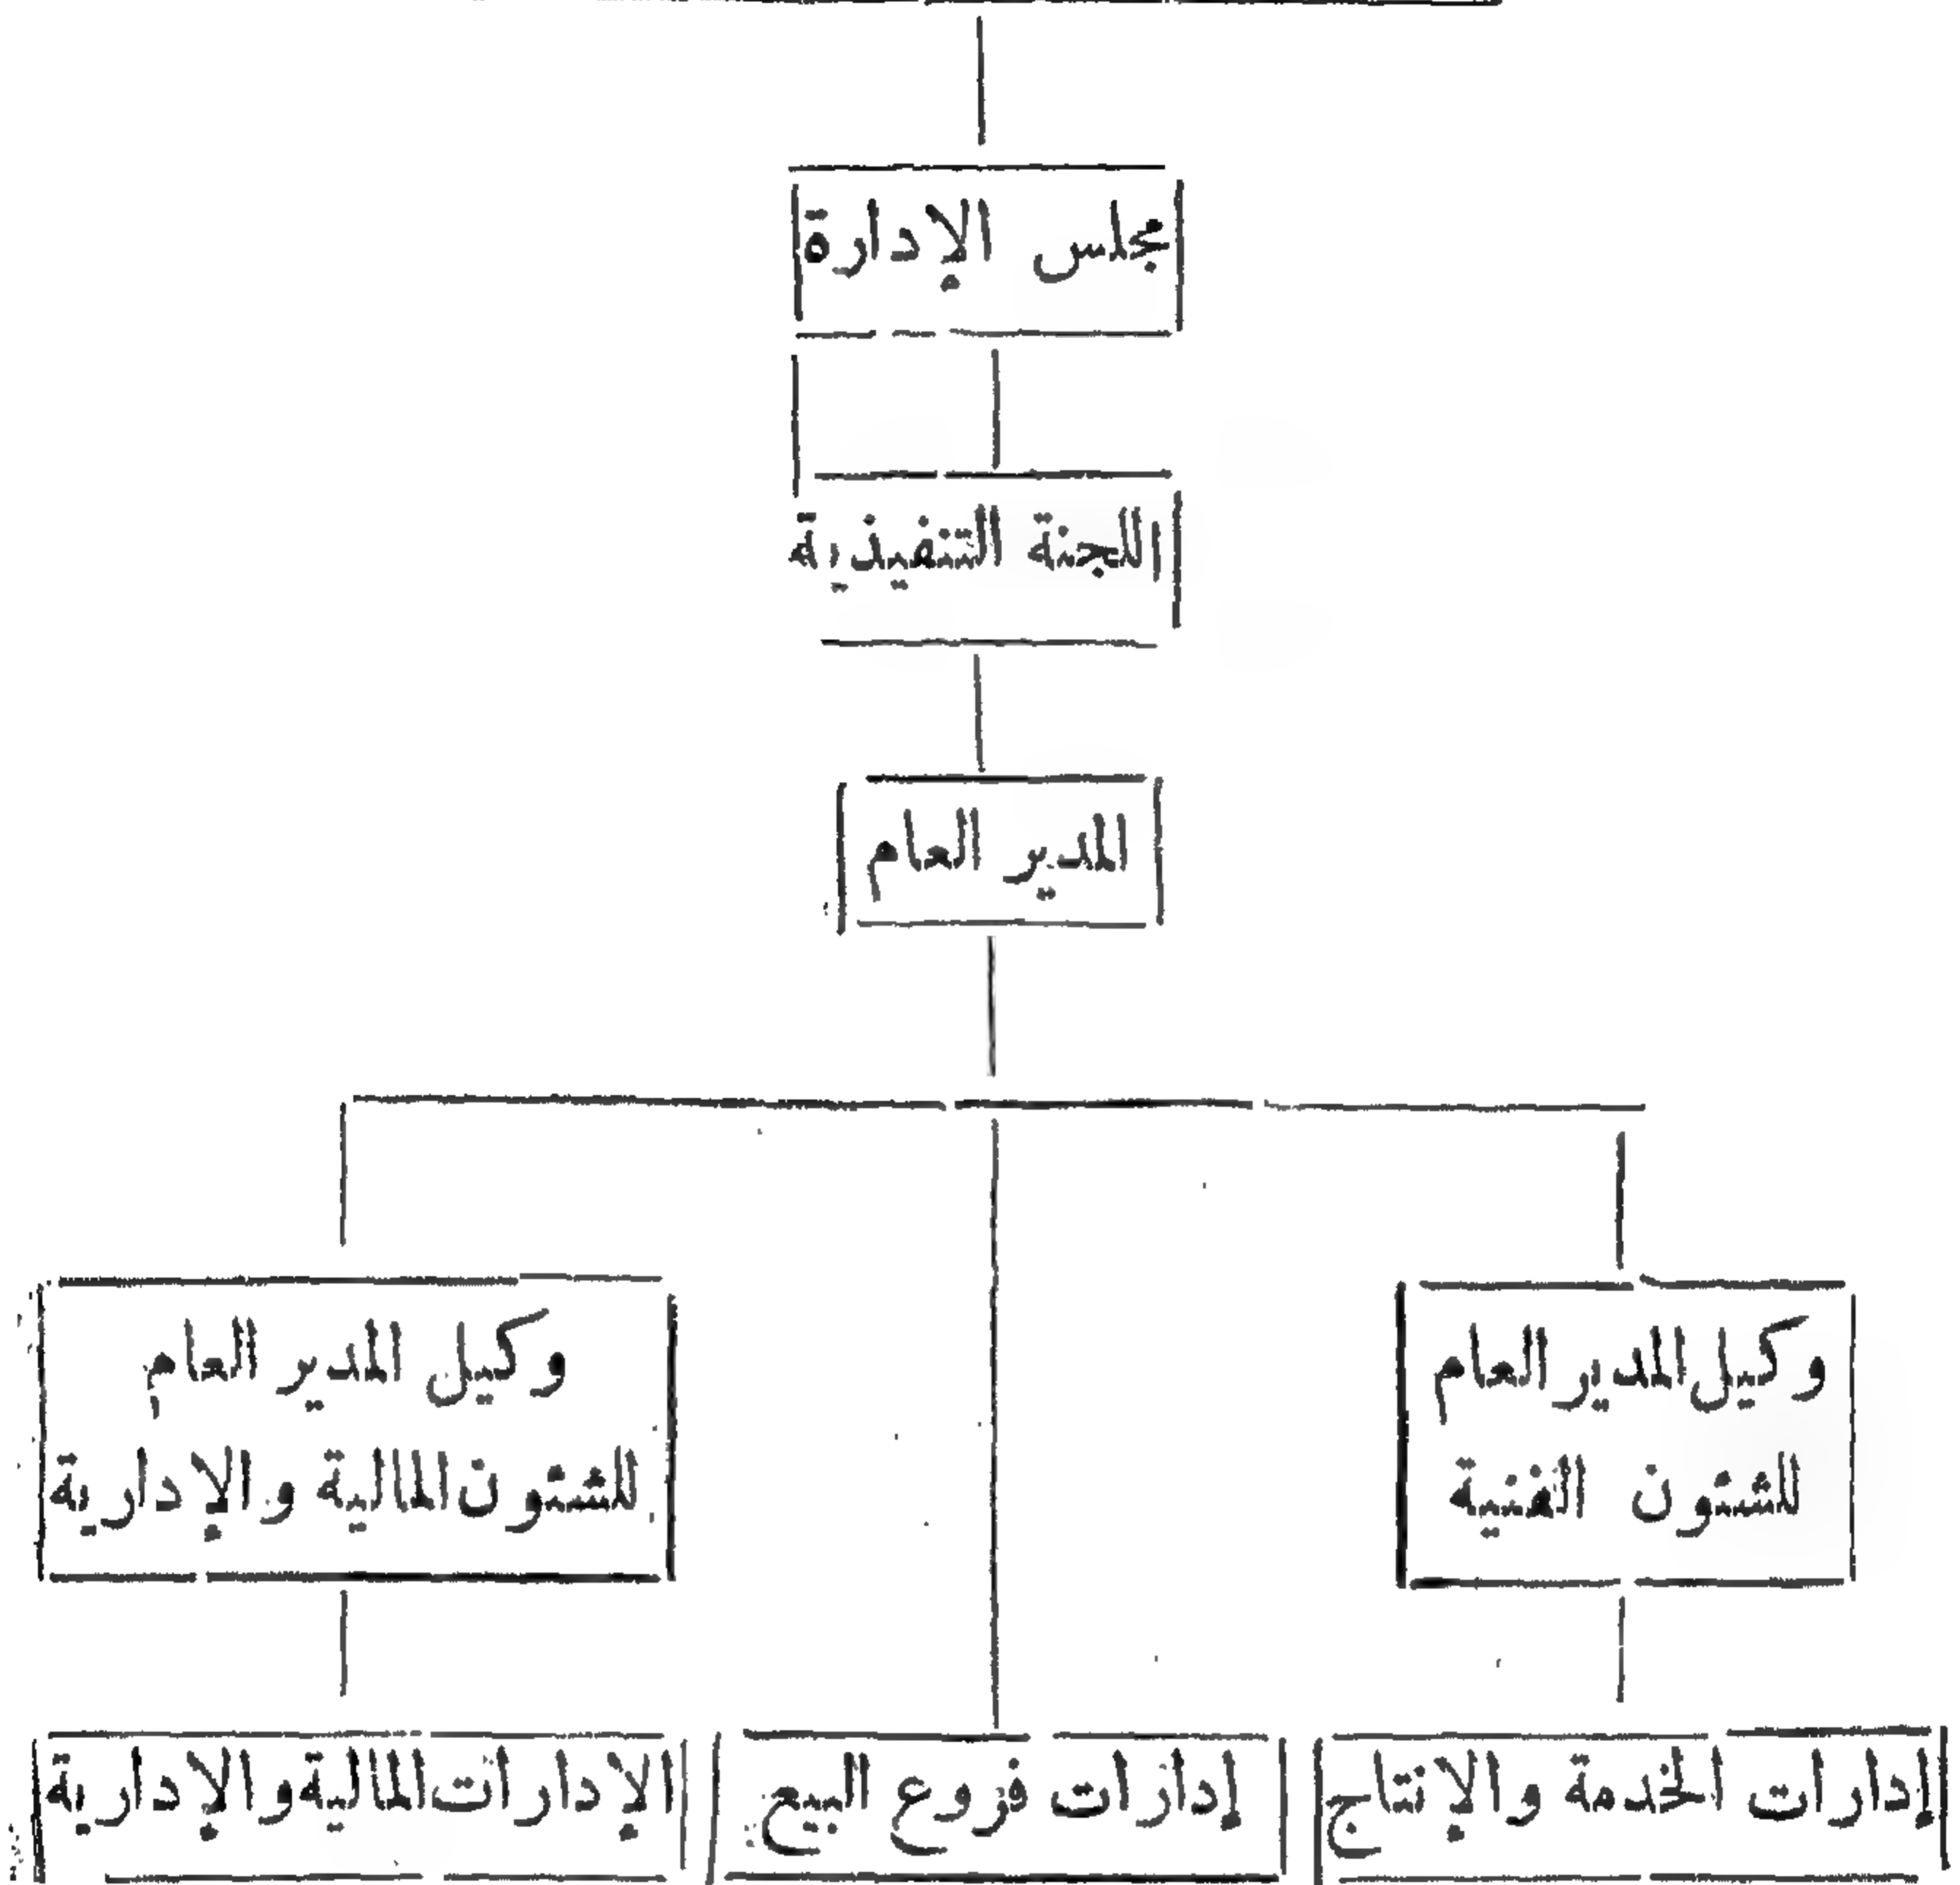 مجلس الإدارة
اللجنة التنفيذية
المدير العام
وكيل المدير العام
للشئون الفنية
وكيل المدير العام
للشئون المالية والإدارية
إدارات الخدمة والإنتاج
إدارات فروع البيع
الإدارات المالية والإدارية